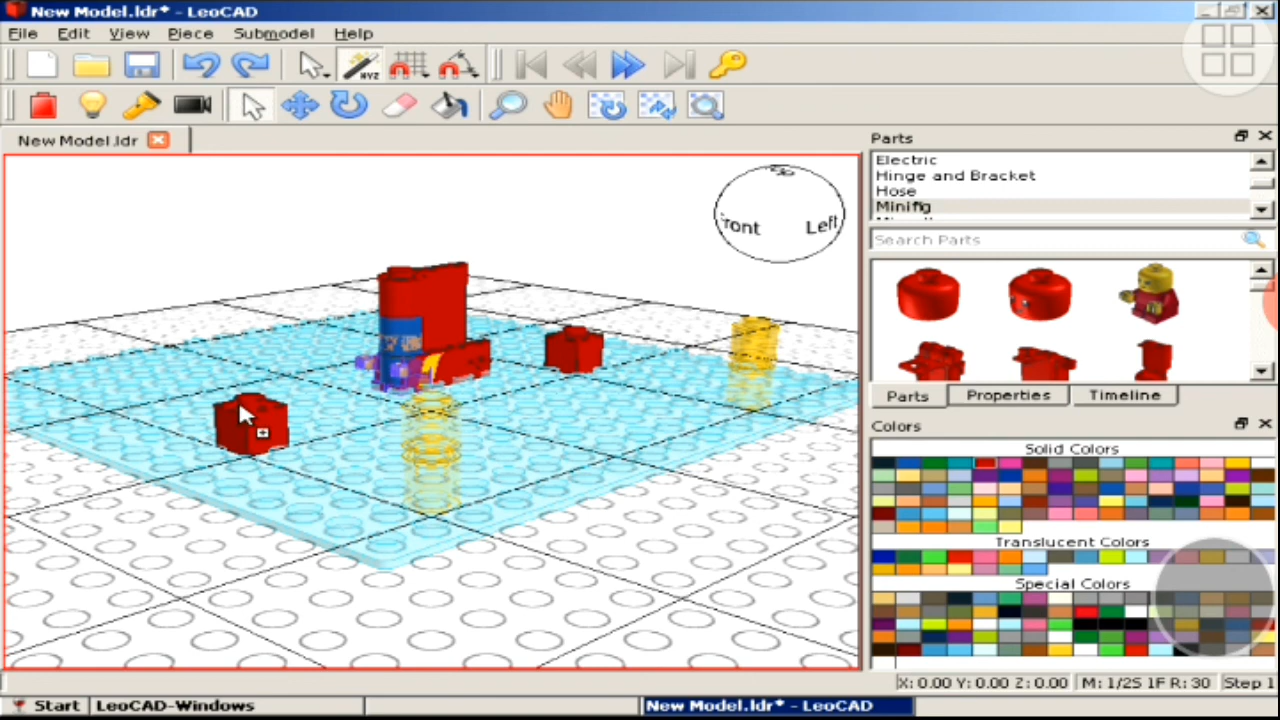 New Model.ldr* - LeoCAD
File Edit View Piece Submodel Help
XYZ
New Model.ldr
Parts
Electric
Hinge and Bracket
Hose
Minifig
Search Parts
ront Left
Parts Properties Timeline
Colors
Solid Colors
Translucent Colors
Special Colors
X: 0.00 Y: 0.00 Z: 0.00 M: 1/2S 1F R: 30 Step 1
Start LeoCAD-Windows New Model.ldr* - LeoCAD